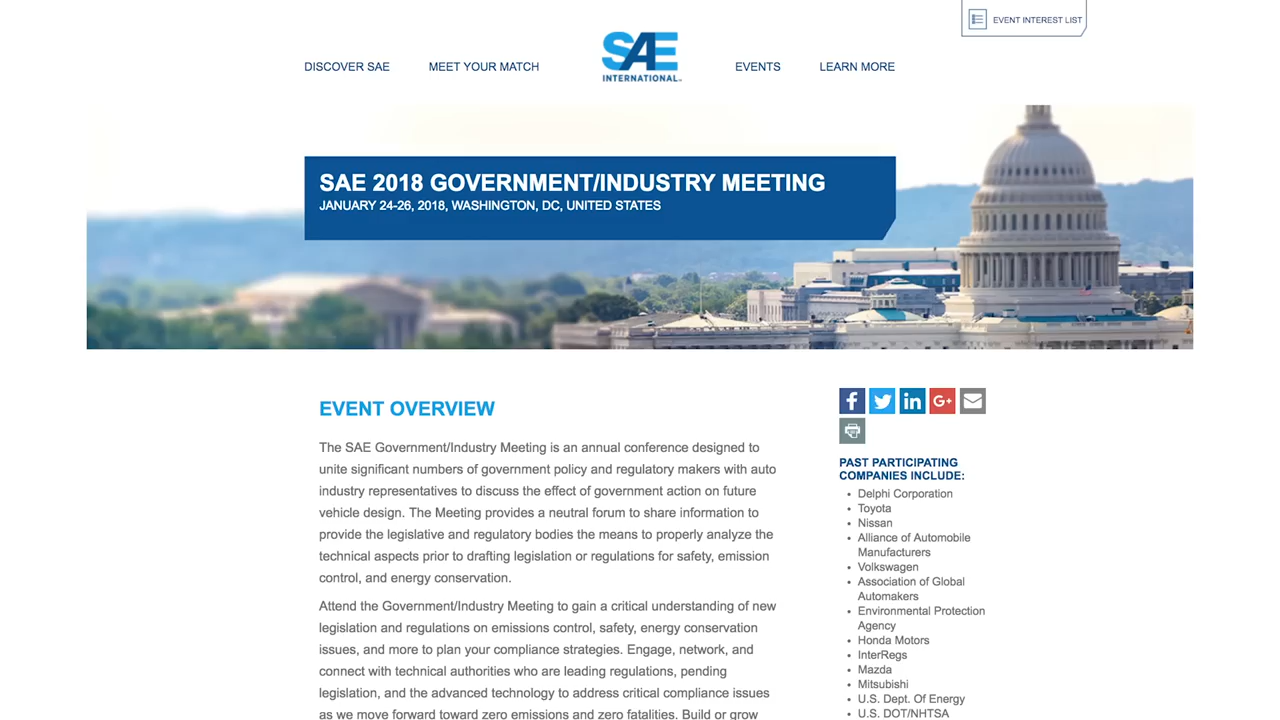 EVENT INTEREST LIST
DISCOVER SAE
MEET YOUR MATCH
SAE
INTERNATIONAL
EVENTS
LEARN MORE
SAE 2018 GOVERNMENT/INDUSTRY MEETING
JANUARY 24-26, 2018, WASHINGTON, DC, UNITED STATES
EVENT OVERVIEW
The SAE Government/Industry Meeting is an annual conference designed to
unite significant numbers of government policy and regulatory makers with auto
industry representatives to discuss the effect of government action on future
vehicle design. The Meeting provides a neutral forum to share information to
provide the legislative and regulatory bodies the means to properly analyze the
technical aspects prior to drafting legislation or regulations for safety, emission
control, and energy conservation.
Attend the Government/Industry Meeting to gain a critical understanding of new
legislation and regulations on emissions control, safety, energy conservation
issues, and more to plan your compliance strategies. Engage, network, and
connect with technical authorities who are leading regulations, pending
legislation, and the advanced technology to address critical compliance issues
as we move forward toward zero emissions and zero fatalities. Build or grow
PAST PARTICIPATING
COMPANIES INCLUDE:
• Delphi Corporation
• Toyota
• Nissan
• Alliance of Automobile
Manufacturers
• Volkswagen
• Association of Global
Automakers
• Environmental Protection
Agency
• Honda Motors
• InterRegs
• Mazda
• Mitsubishi
• U.S. Dept. Of Energy
• U.S. DOT/NHTSA